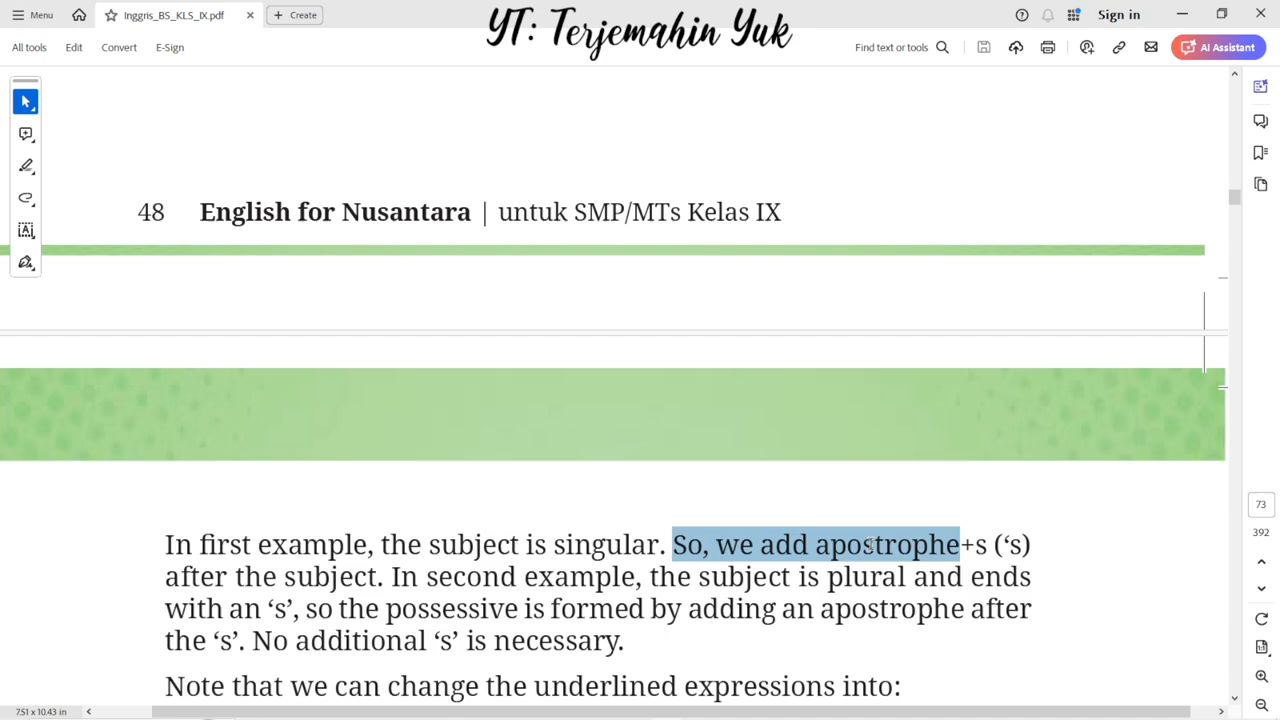 Menu
Inggris_BS_KLS_IX.pdf
Create
YT: Terjemahin Yuk
Sign in
All tools
Edit
Convert
E-Sign
Find text or tools
AI Assistant
48 English for Nusantara | untuk SMP/MTs Kelas IX
In first example, the subject is singular. So, we add apostrophe+s (‘s)
after the subject. In second example, the subject is plural and ends
with an ‘s’, so the possessive is formed by adding an apostrophe after
the ‘s’. No additional ‘s’ is necessary.
Note that we can change the underlined expressions into:
73
392
7.51 x 10.43 in